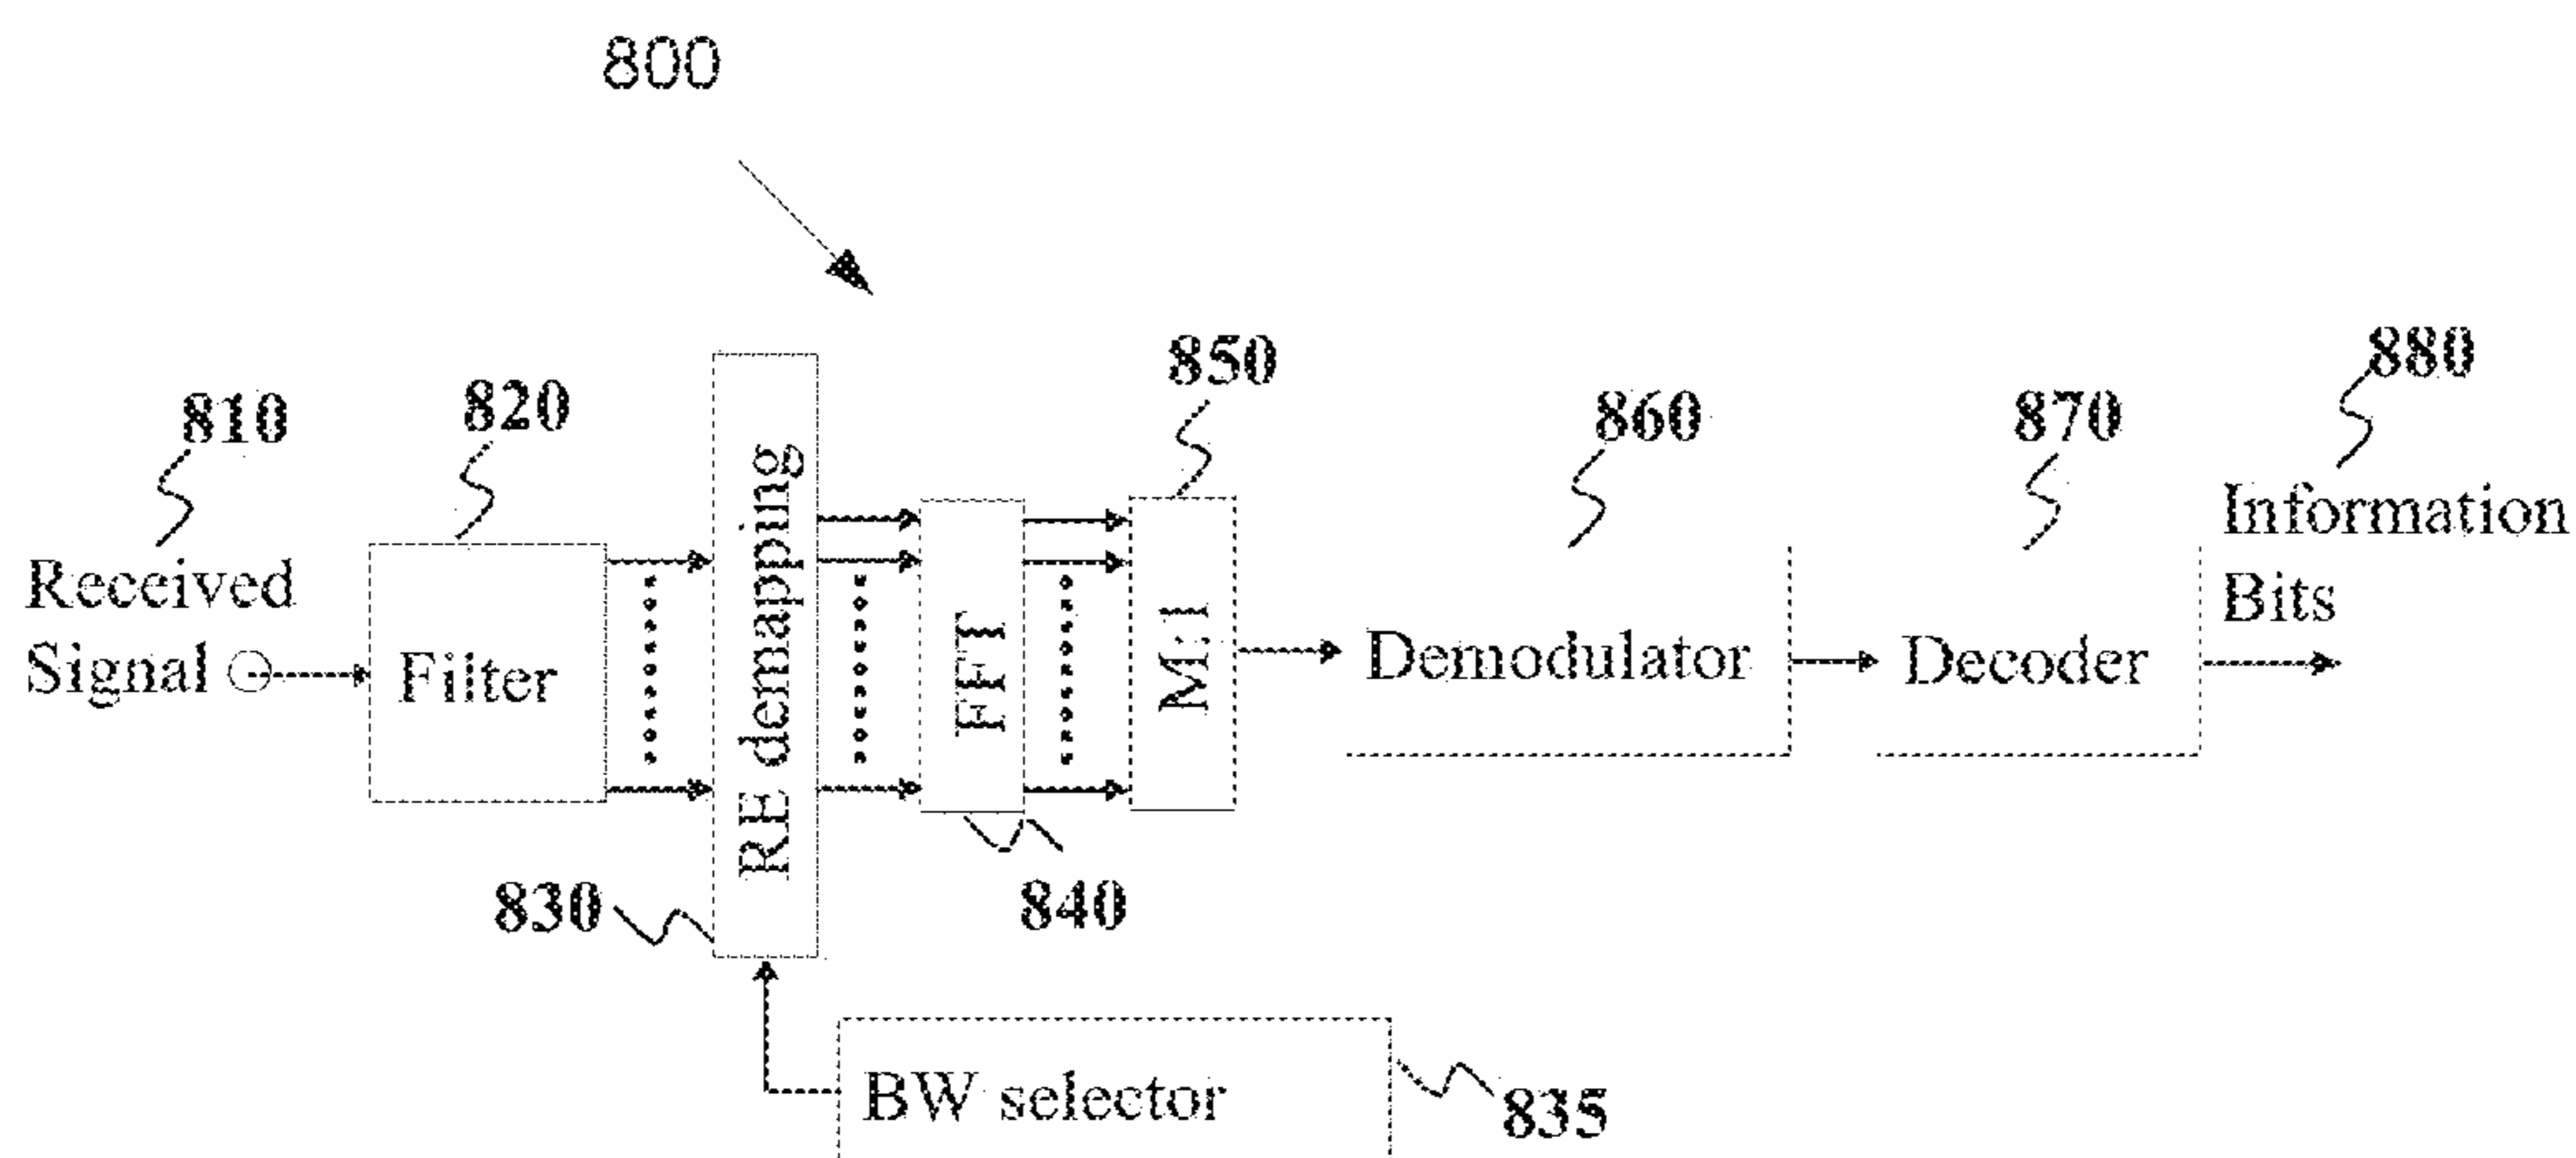 800
810
820
850
860
870
880
Received
Signal
Filter
RE demapping
FFT
M:1
Demodulator
Decoder
Information
Bits
830
840
BW selector
835